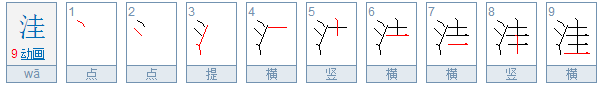 洼 1 2 3 4 5 6 7 8 9
9 动画
wā 点 点 提 横 竖 横 横 竖 横